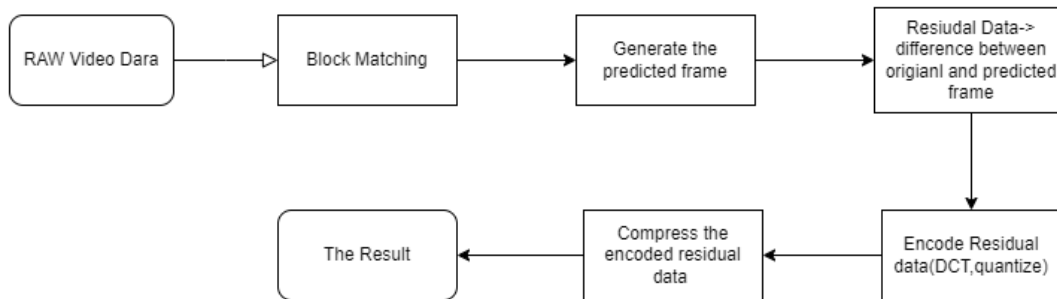 RAW Video Dara
Block Matching
Generate the
predicted frame
Resiudal Data->
difference between
origianl and predicted
frame
The Result
Compress the
encoded residual
data
Encode Residual
data(DCT,quantize)